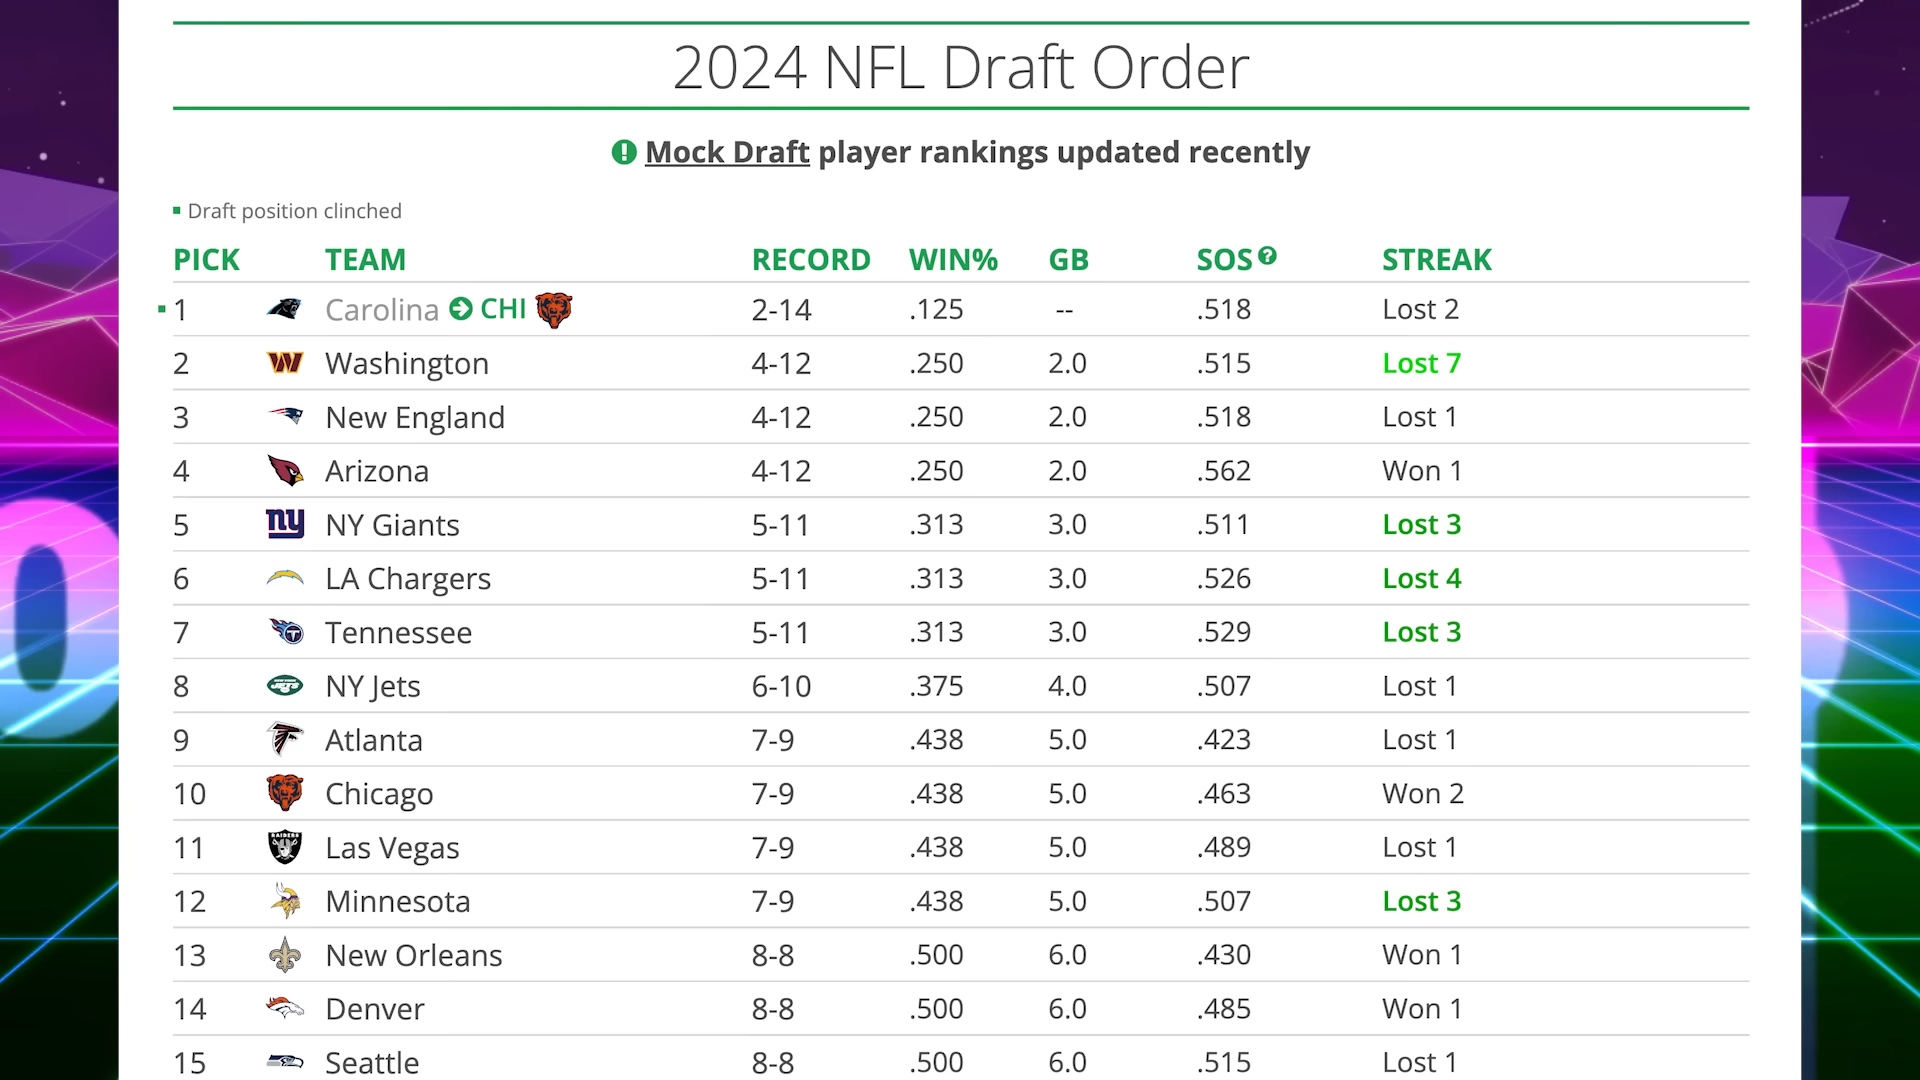 2024 NFL Draft Order
Mock Draft player rankings updated recently
Draft position clinched
PICK TEAM RECORD WIN% GB SOS STREAK
1 Carolina CHI 2-14 .125 -- .518 Lost 2
2 Washington 4-12 .250 2.0 .515 Lost 7
3 New England 4-12 .250 2.0 .518 Lost 1
4 Arizona 4-12 .250 2.0 .562 Won 1
5 NY Giants 5-11 .313 3.0 .511 Lost 3
6 LA Chargers 5-11 .313 3.0 .526 Lost 4
7 Tennessee 5-11 .313 3.0 .529 Lost 3
8 NY Jets 6-10 .375 4.0 .507 Lost 1
9 Atlanta 7-9 .438 5.0 .423 Lost 1
10 Chicago 7-9 .438 5.0 .463 Won 2
11 Las Vegas 7-9 .438 5.0 .489 Lost 1
12 Minnesota 7-9 .438 5.0 .507 Lost 3
13 New Orleans 8-8 .500 6.0 .430 Won 1
14 Denver 8-8 .500 6.0 .485 Won 1
15 Seattle 8-8 .500 6.0 .515 Lost 1